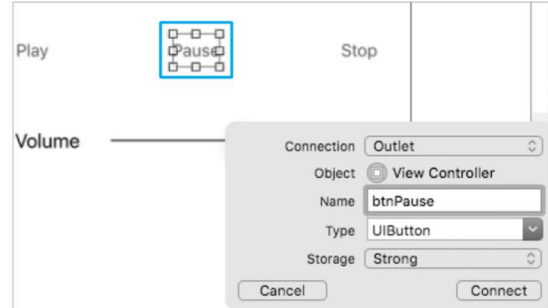 Play Pause Stop
Volume
Connection Outlet
Object View Controller
Name btnPause
Type UIButton
Storage Strong
Cancel Connect